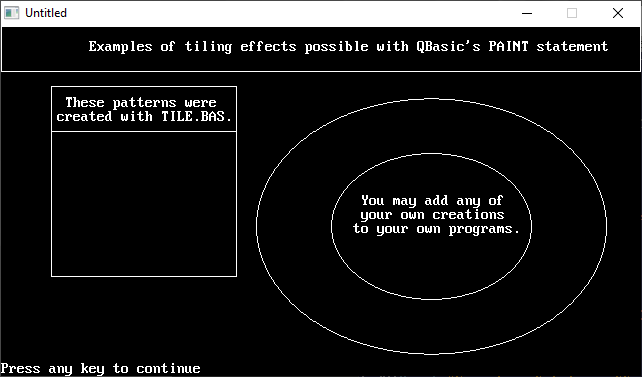 Untitled
Examples of tiling effects possible with QBasic's PAINT statement
These patterns were
created with TILE.BAS.
You may add any of
your own creations
to your own programs.
Press any key to continue